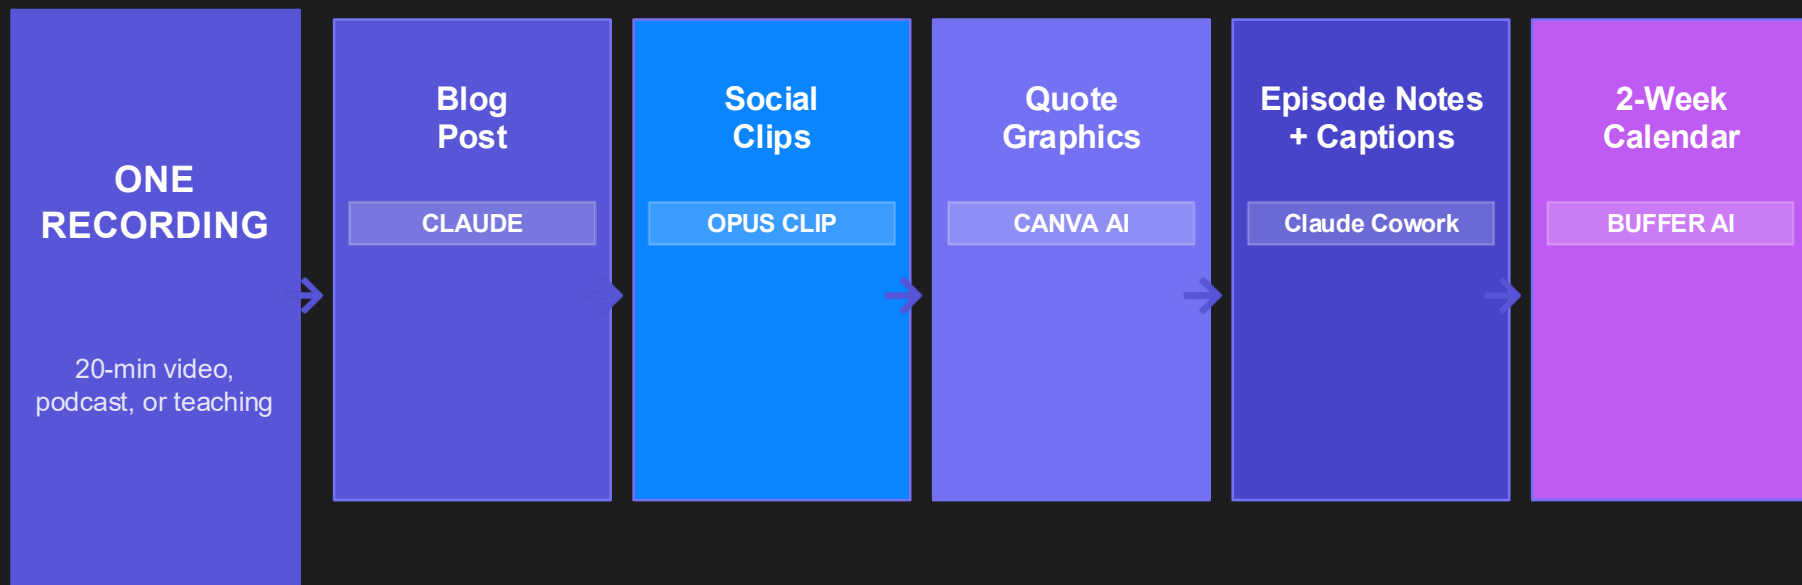 ONE
RECORDING
20-min video,
podcast, or teaching
Blog
Post
CLAUDE
Social
Clips
OPUS CLIP
Quote
Graphics
CANVA AI
Episode Notes
+ Captions
Claude Cowork
2-Week
Calendar
BUFFER AI